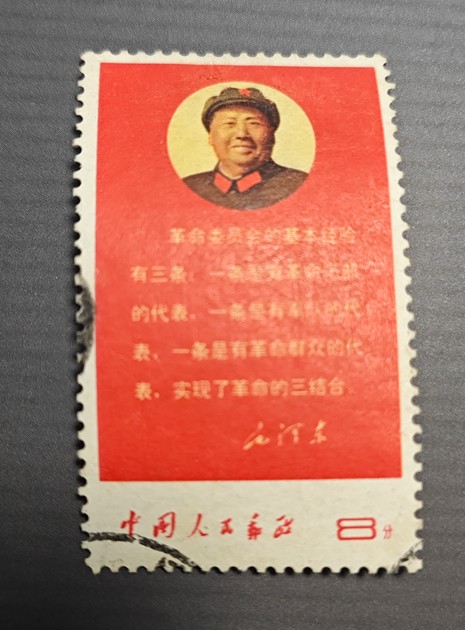 革命委员会的基本经验
有三条：一条是有革命干部
的代表，一条是有军队的代
表，一条是有革命群众的代
表，实现了革命的三结合。
毛泽东
中国人民邮政
8分